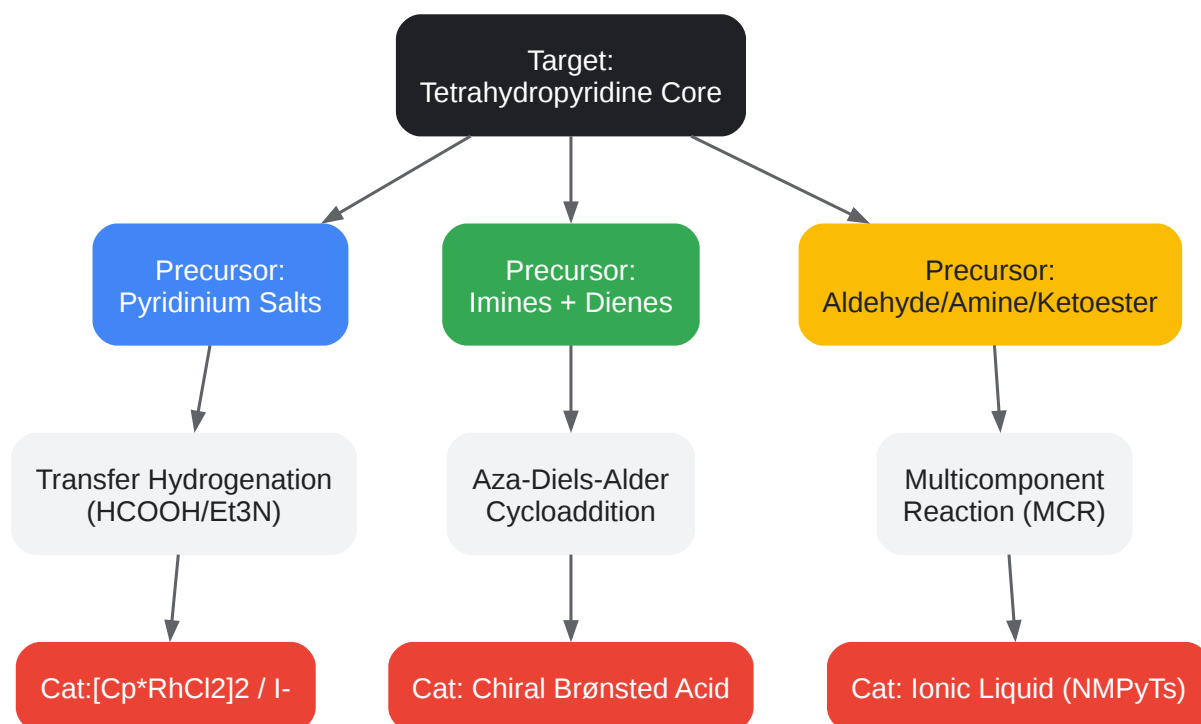 Target:
Tetrahydropyridine Core
Precursor:
Pyridinium Salts
Precursor:
Imines + Dienes
Precursor:
Aldehyde/Amine/Ketoester
Transfer Hydrogenation
(HCOOH/Et3N)
Aza-Diels-Alder
Cycloaddition
Multicomponent
Reaction (MCR)
Cat:[Cp*RhCl2]2 / I-
Cat: Chiral Brønsted Acid
Cat: Ionic Liquid (NMPyTs)